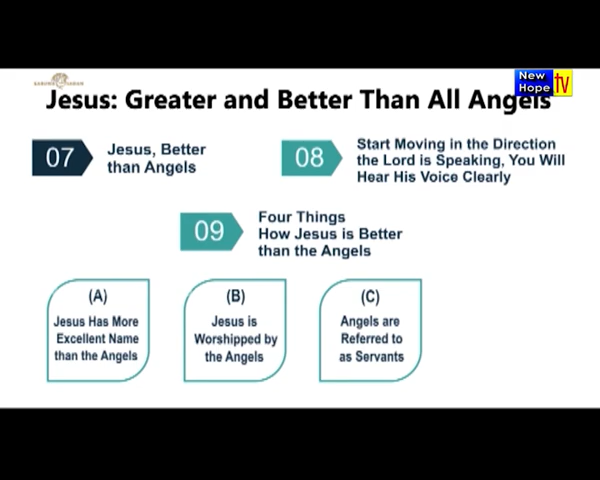 New
Hope
TV
Jesus: Greater and Better Than All Angels
07
Jesus, Better
than Angels
08
Start Moving in the Direction
the Lord is Speaking, You Will
Hear His Voice Clearly
09
Four Things
How Jesus is Better
than the Angels
(A)
Jesus Has More
Excellent Name
than the Angels
(B)
Jesus is
Worshipped by
the Angels
(C)
Angels are
Referred to
as Servants